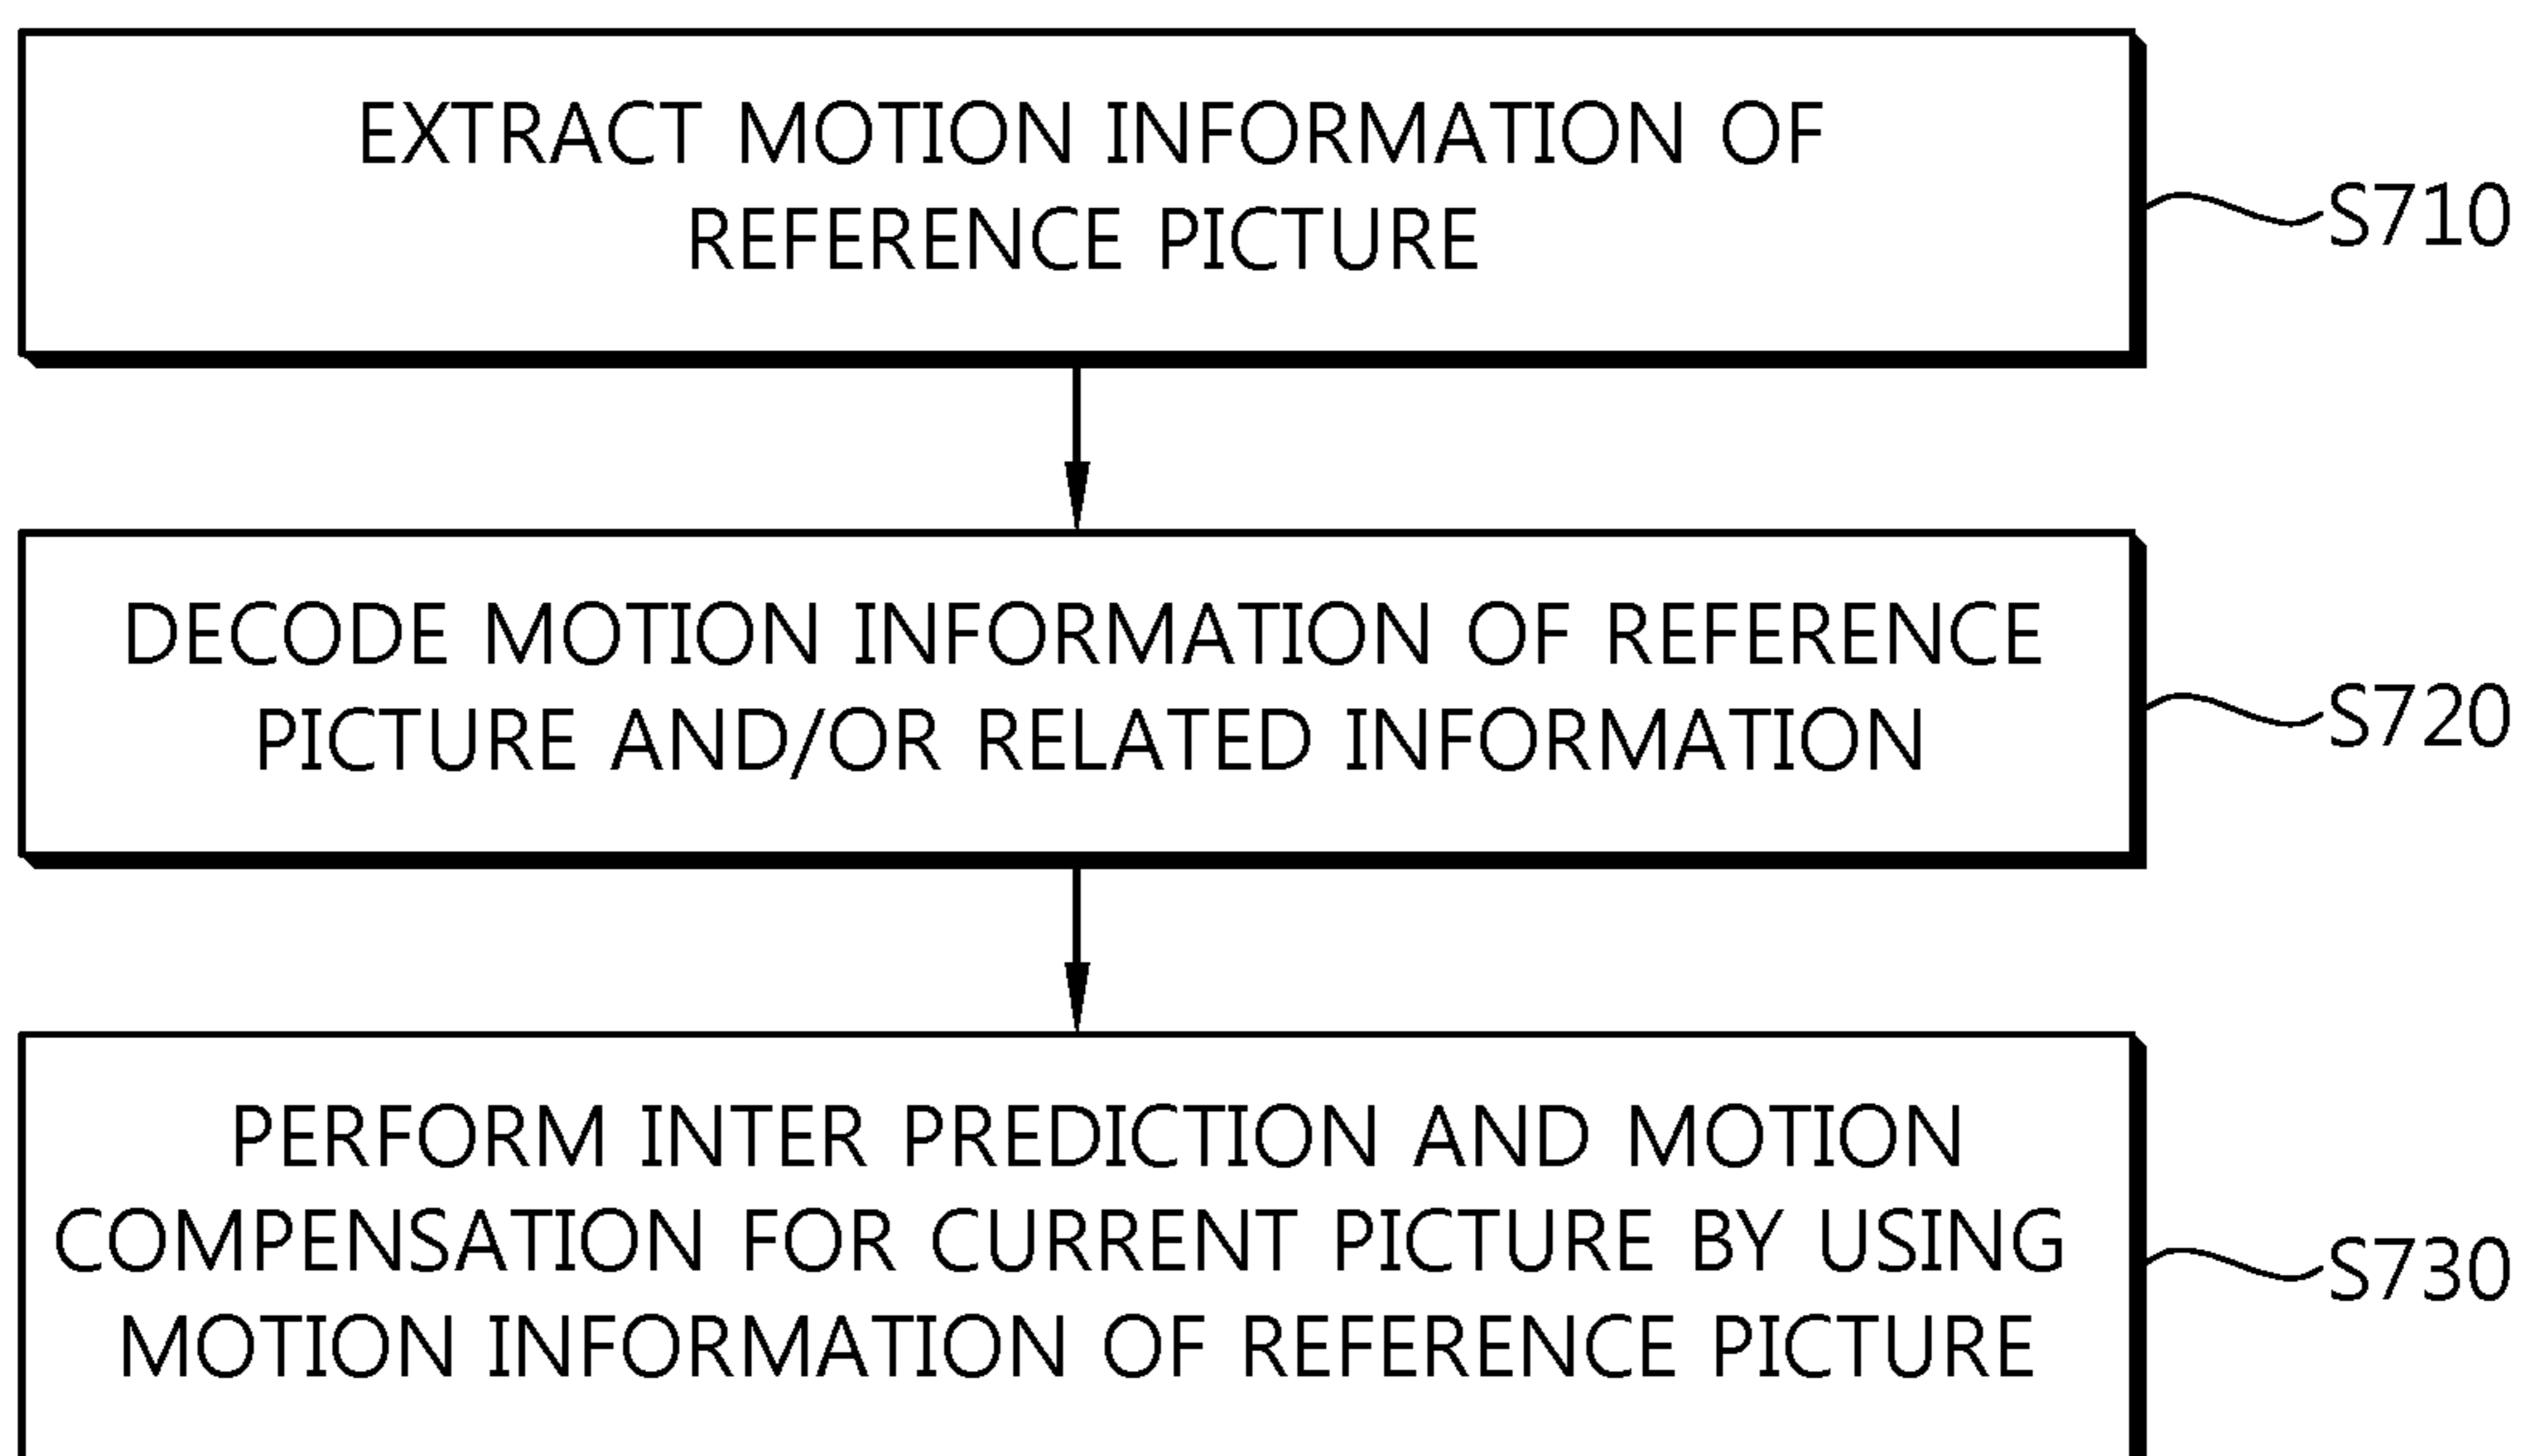 EXTRACT MOTION INFORMATION OF
REFERENCE PICTURE
S710
DECODE MOTION INFORMATION OF REFERENCE
PICTURE AND/OR RELATED INFORMATION
S720
PERFORM INTER PREDICTION AND MOTION
COMPENSATION FOR CURRENT PICTURE BY USING
MOTION INFORMATION OF REFERENCE PICTURE
S730